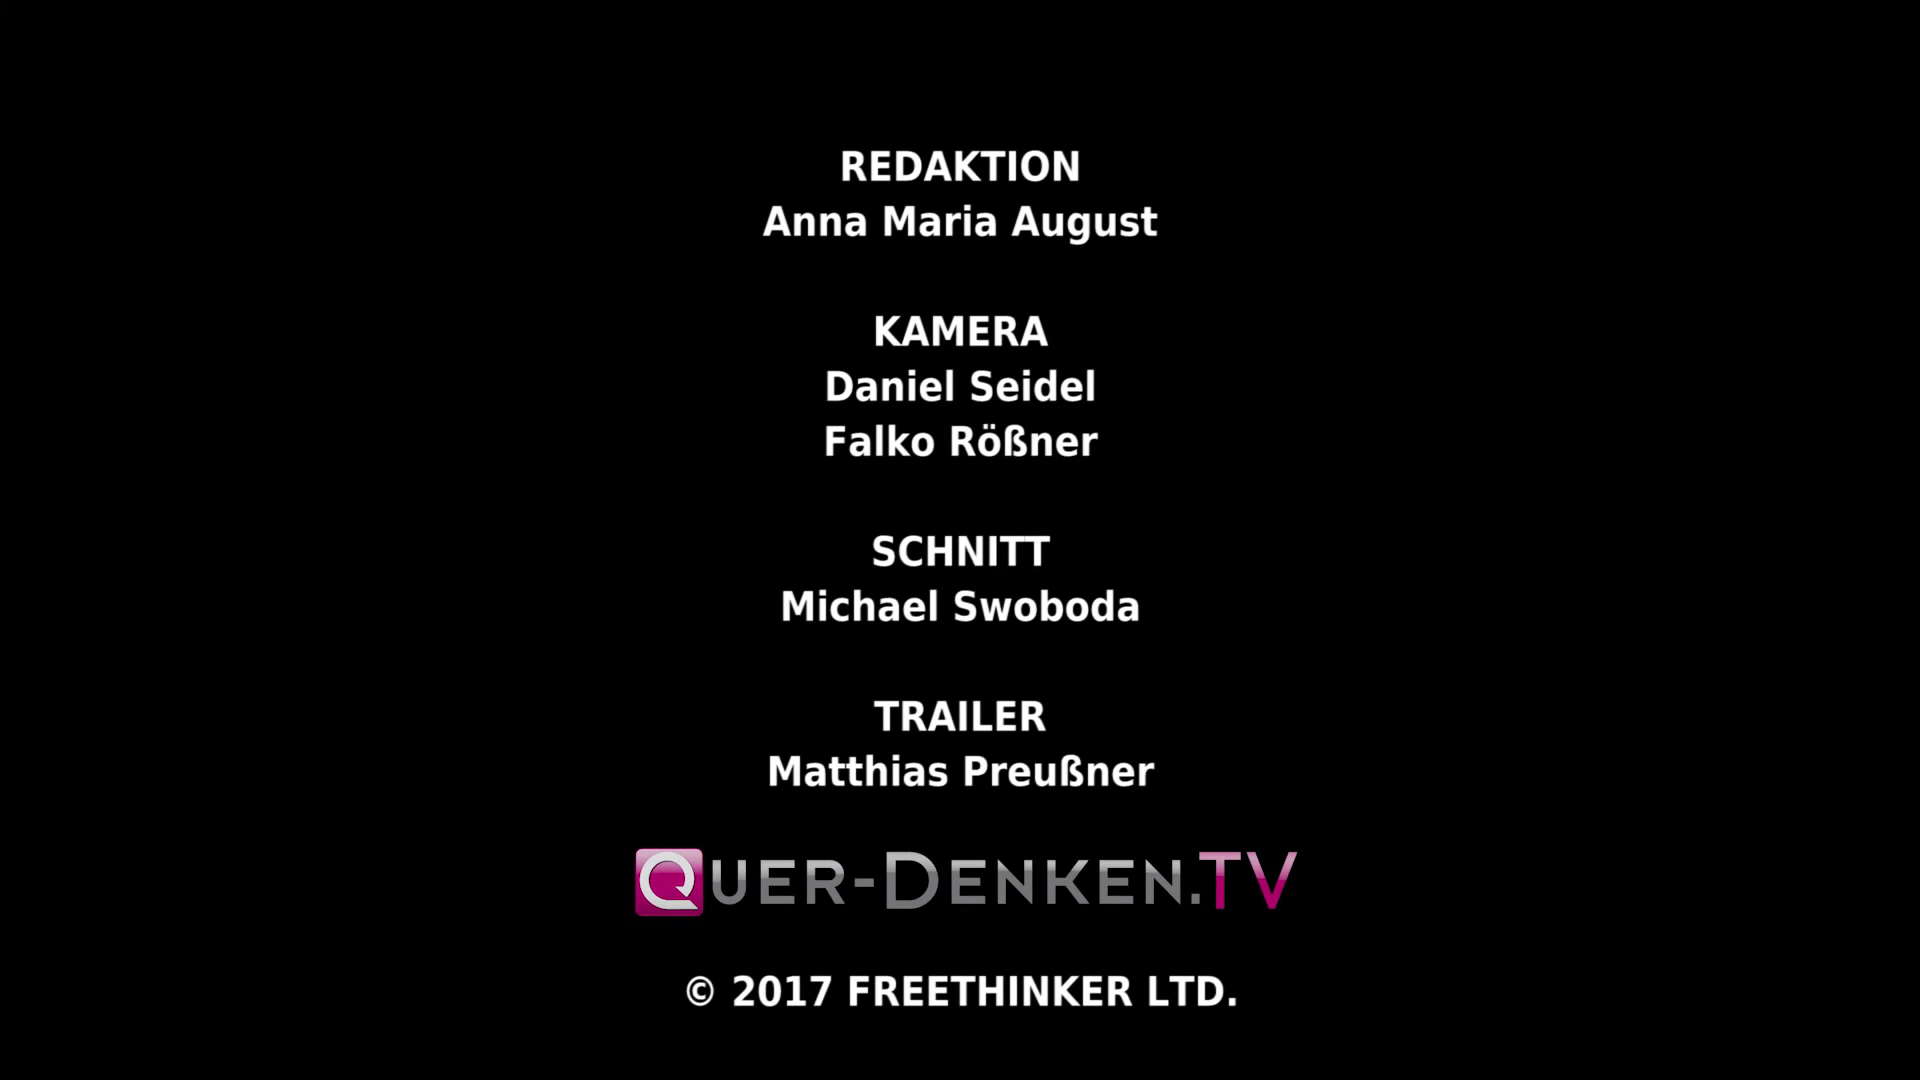 REDAKTION
Anna Maria August
KAMERA
Daniel Seidel
Falko Rößner
SCHNITT
Michael Swoboda
TRAILER
Matthias Preußner
QUER-DENKEN.TV
© 2017 FREETHINKER LTD.